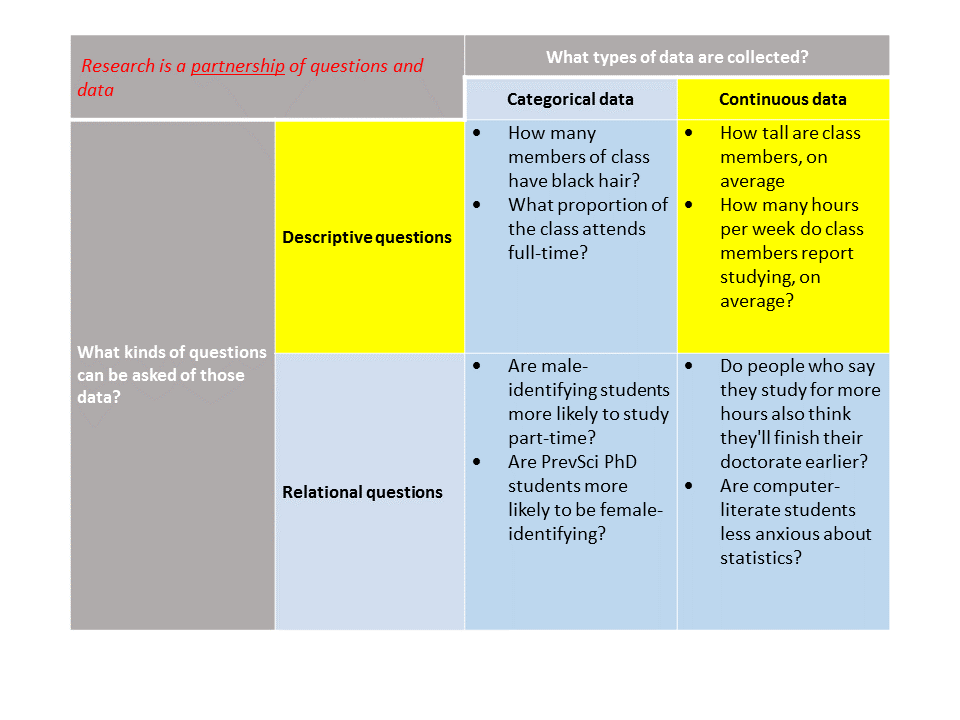 Research is a partnership of questions and
data
What types of data are collected?
Categorical data
Continuous data
What kinds of questions
can be asked of those
data?
Descriptive questions
• How many
members of class
have black hair?
• What proportion of
the class attends
full-time?
• How tall are class
members, on
average
• How many hours
per week do class
members report
studying, on
average?
Relational questions
• Are male-
identifying students
more likely to study
part-time?
• Are PrevSci PhD
students more
likely to be female-
identifying?
• Do people who say
they study for more
hours also think
they'll finish their
doctorate earlier?
• Are computer-
literate students
less anxious about
statistics?